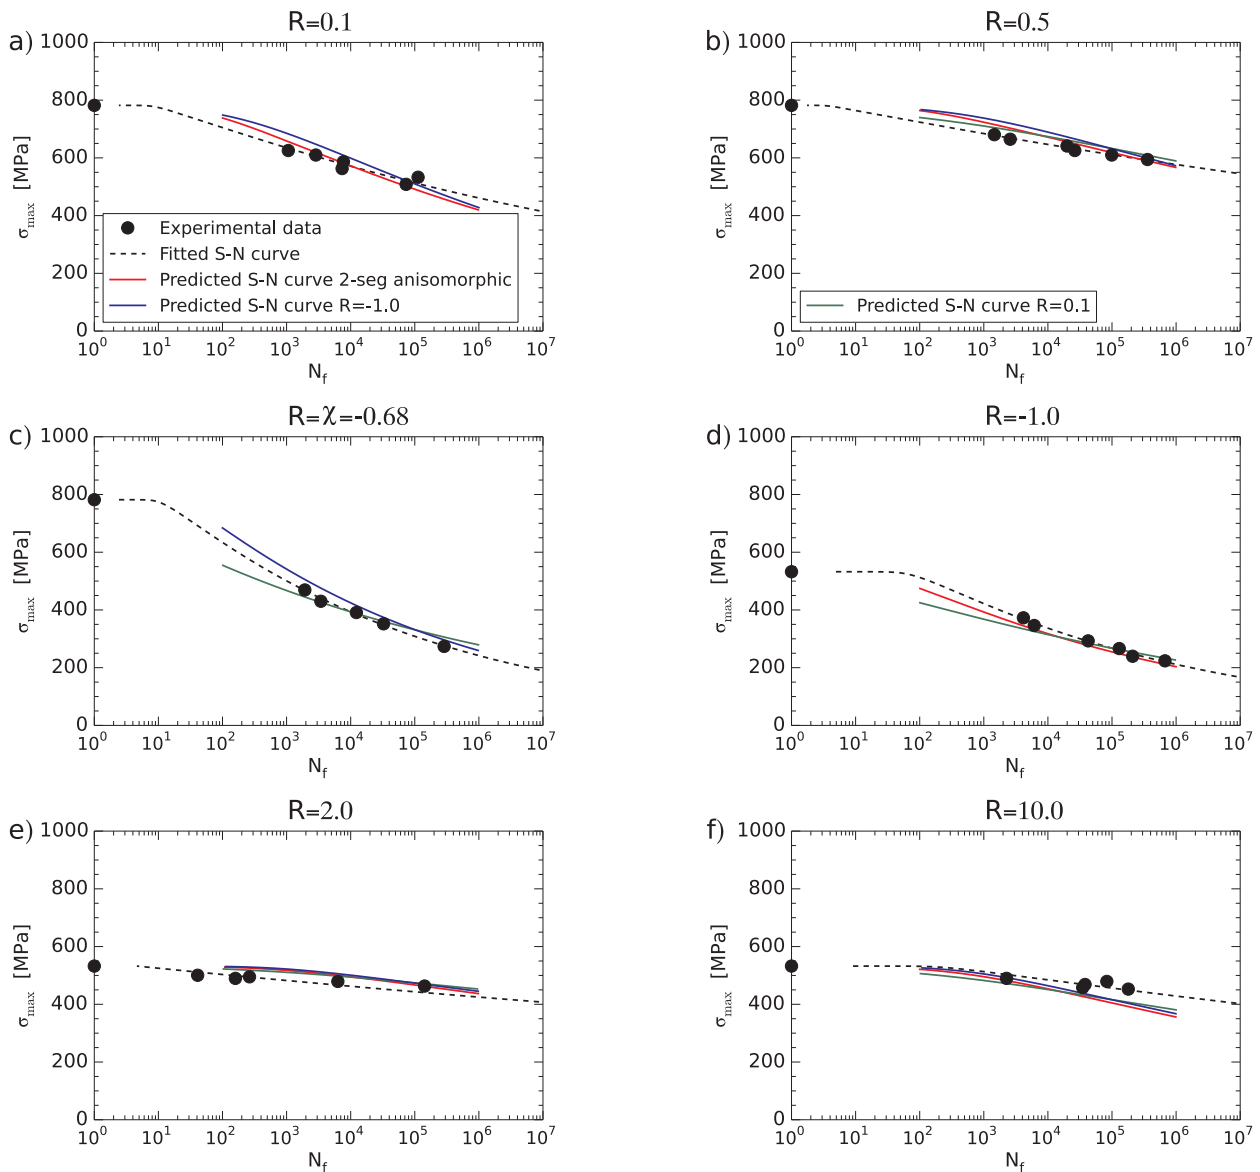 a)
R=0.1
1000
800
600
400
200
0
σmax [MPa]
Experimental data
Fitted S-N curve
Predicted S-N curve 2-seg anisomorphic
Predicted S-N curve R=-1.0
10^0 10^1 10^2 10^3 10^4 10^5 10^6 10^7
N_f
b)
R=0.5
1000
800
600
400
200
0
σmax [MPa]
Predicted S-N curve R=0.1
10^0 10^1 10^2 10^3 10^4 10^5 10^6 10^7
N_f
c)
R=χ=-0.68
1000
800
600
400
200
0
σmax [MPa]
10^0 10^1 10^2 10^3 10^4 10^5 10^6 10^7
N_f
d)
R=-1.0
1000
800
600
400
200
0
σmax [MPa]
10^0 10^1 10^2 10^3 10^4 10^5 10^6 10^7
N_f
e)
R=2.0
1000
800
600
400
200
0
σmax [MPa]
10^0 10^1 10^2 10^3 10^4 10^5 10^6 10^7
N_f
f)
R=10.0
1000
800
600
400
200
0
σmax [MPa]
10^0 10^1 10^2 10^3 10^4 10^5 10^6 10^7
N_f